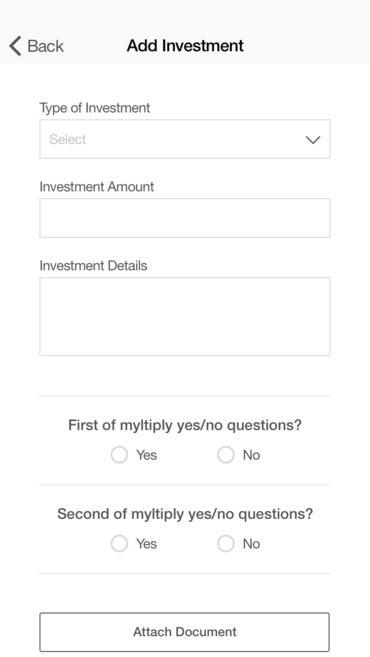 Back
Add Investment
Type of Investment
Select
Investment Amount
Investment Details
First of myltiply yes/no questions?
Yes
No
Second of myltiply yes/no questions?
Yes
No
Attach Document